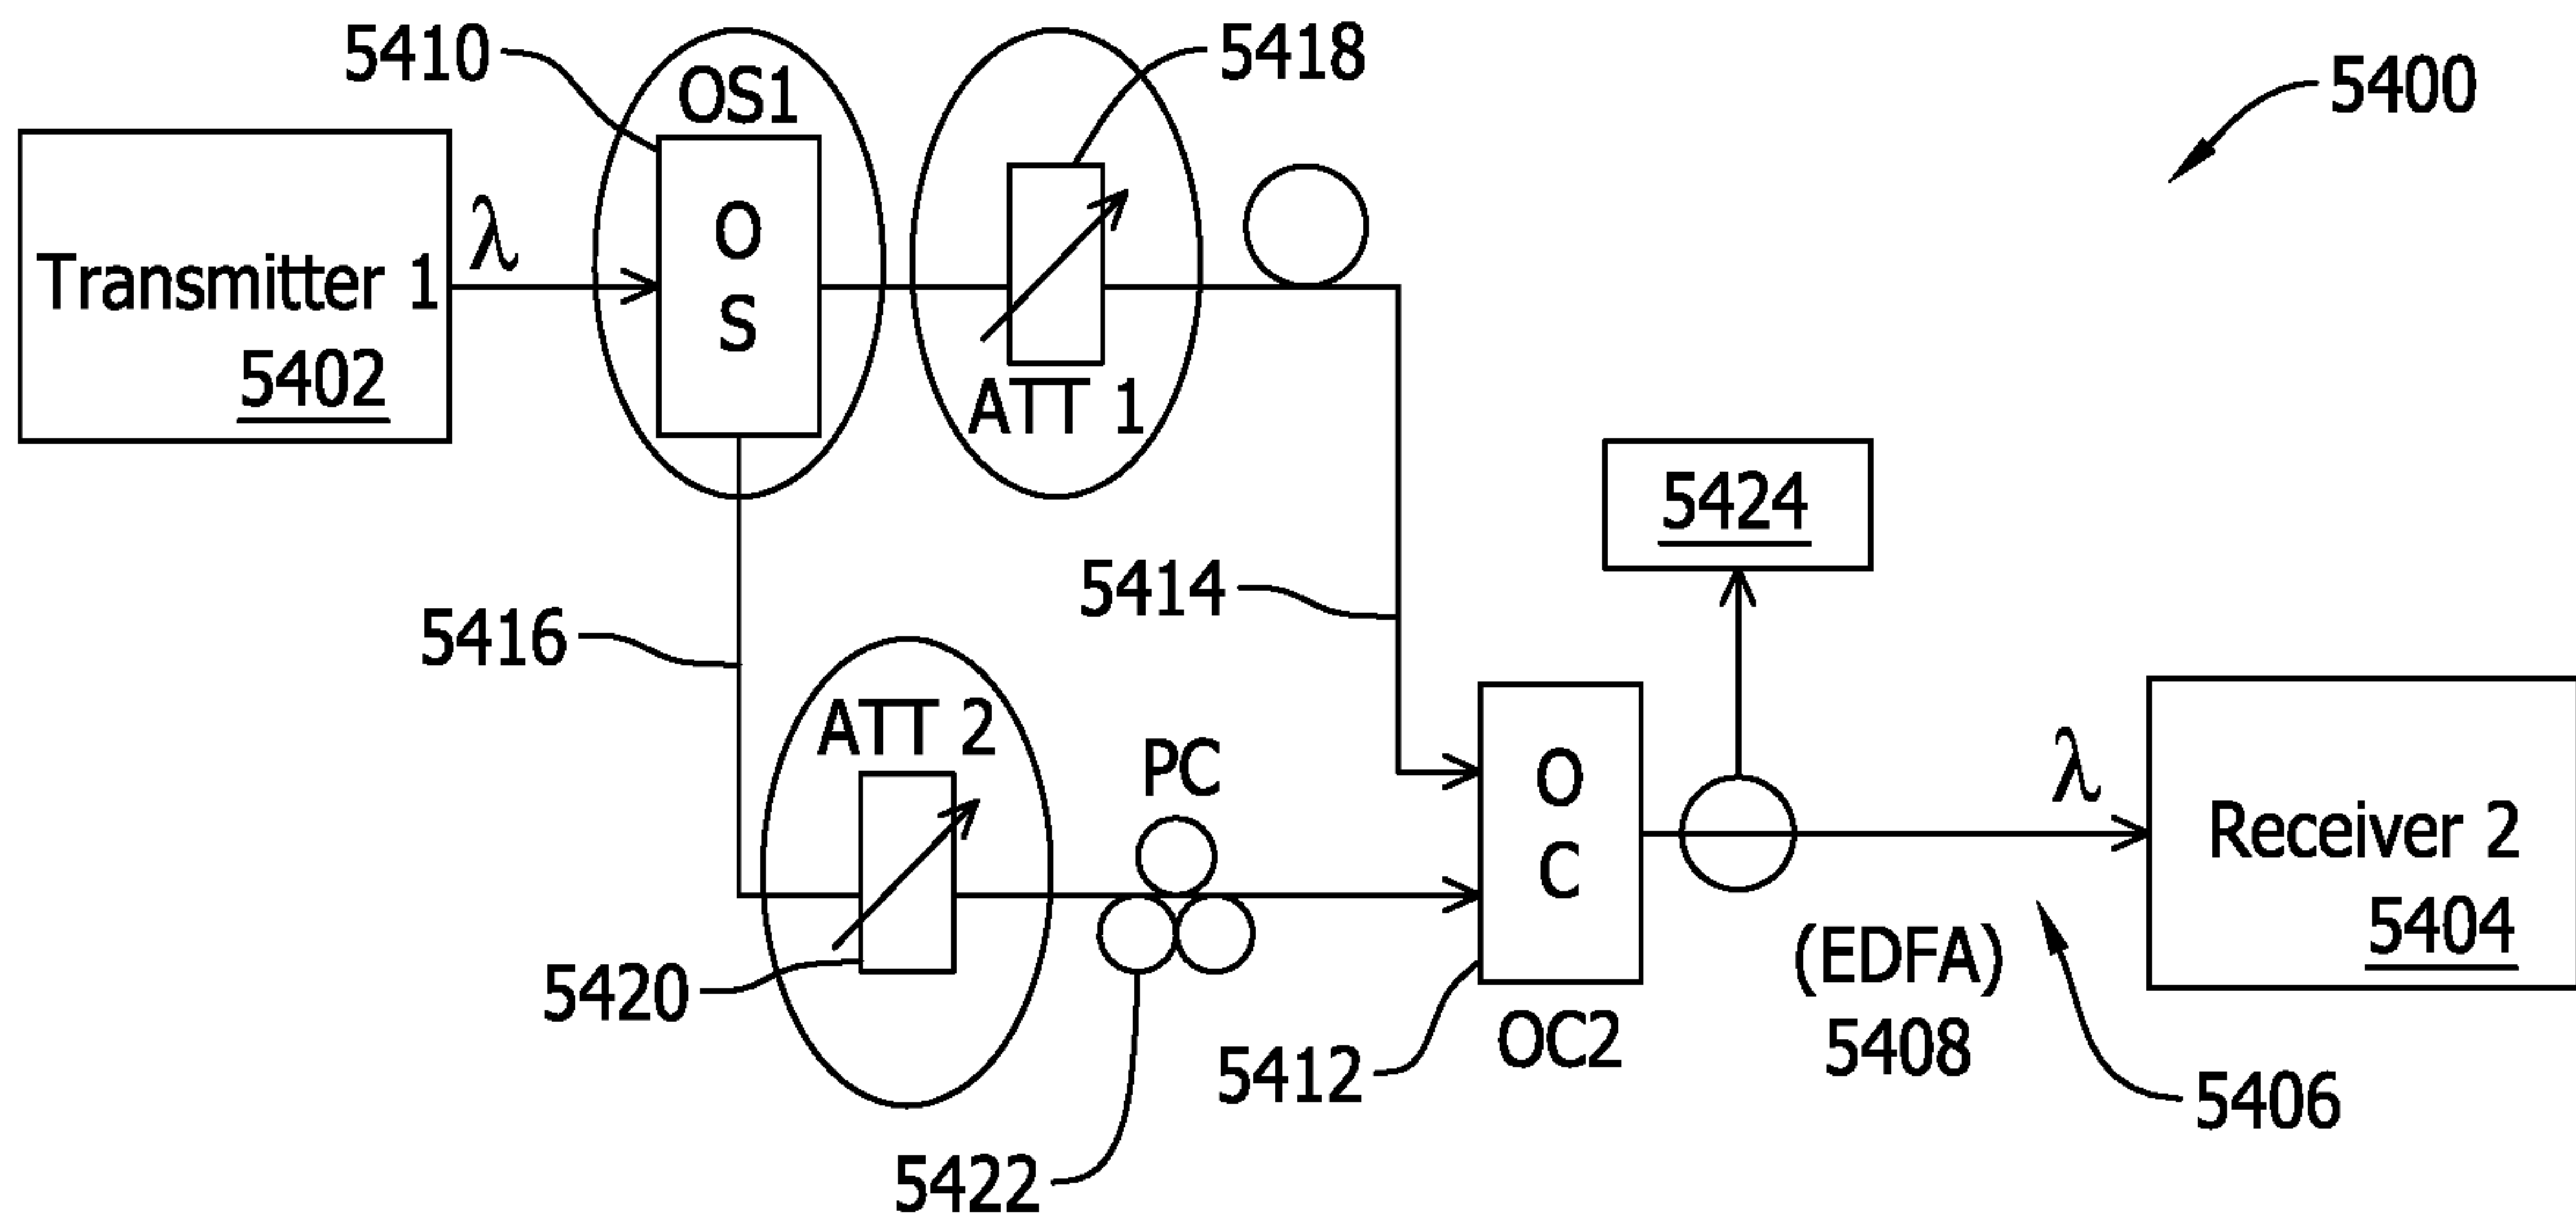 5410
OS1
5418
5400
Transmitter 1
5402
λ
O
S
ATT 1
5424
5414
5416
ATT 2
PC
5420
5422
O
C
OC2
5412
(EDFA)
5408
λ
Receiver 2
5404
5406